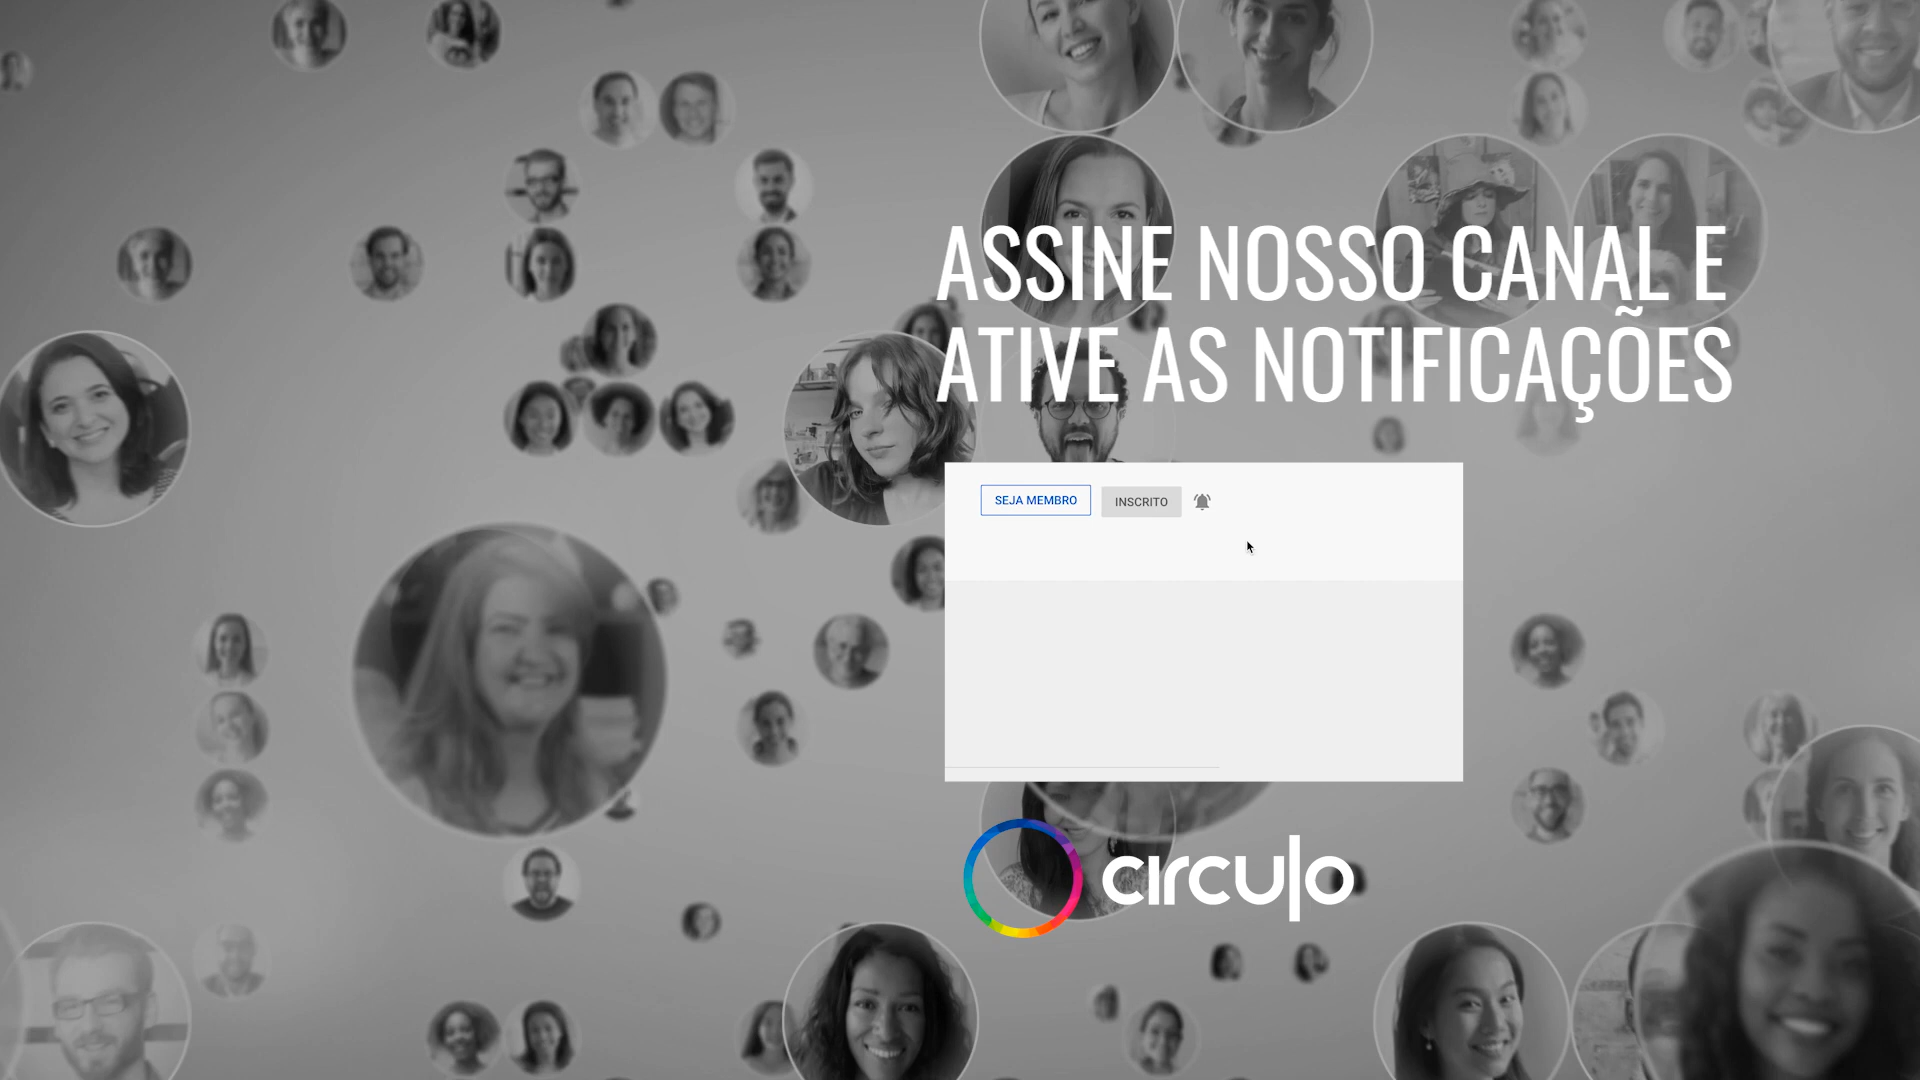 ASSINE NOSSO CANAL E
ATIVE AS NOTIFICAÇÕES
SEJA MEMBRO
INSCRITO
circulo